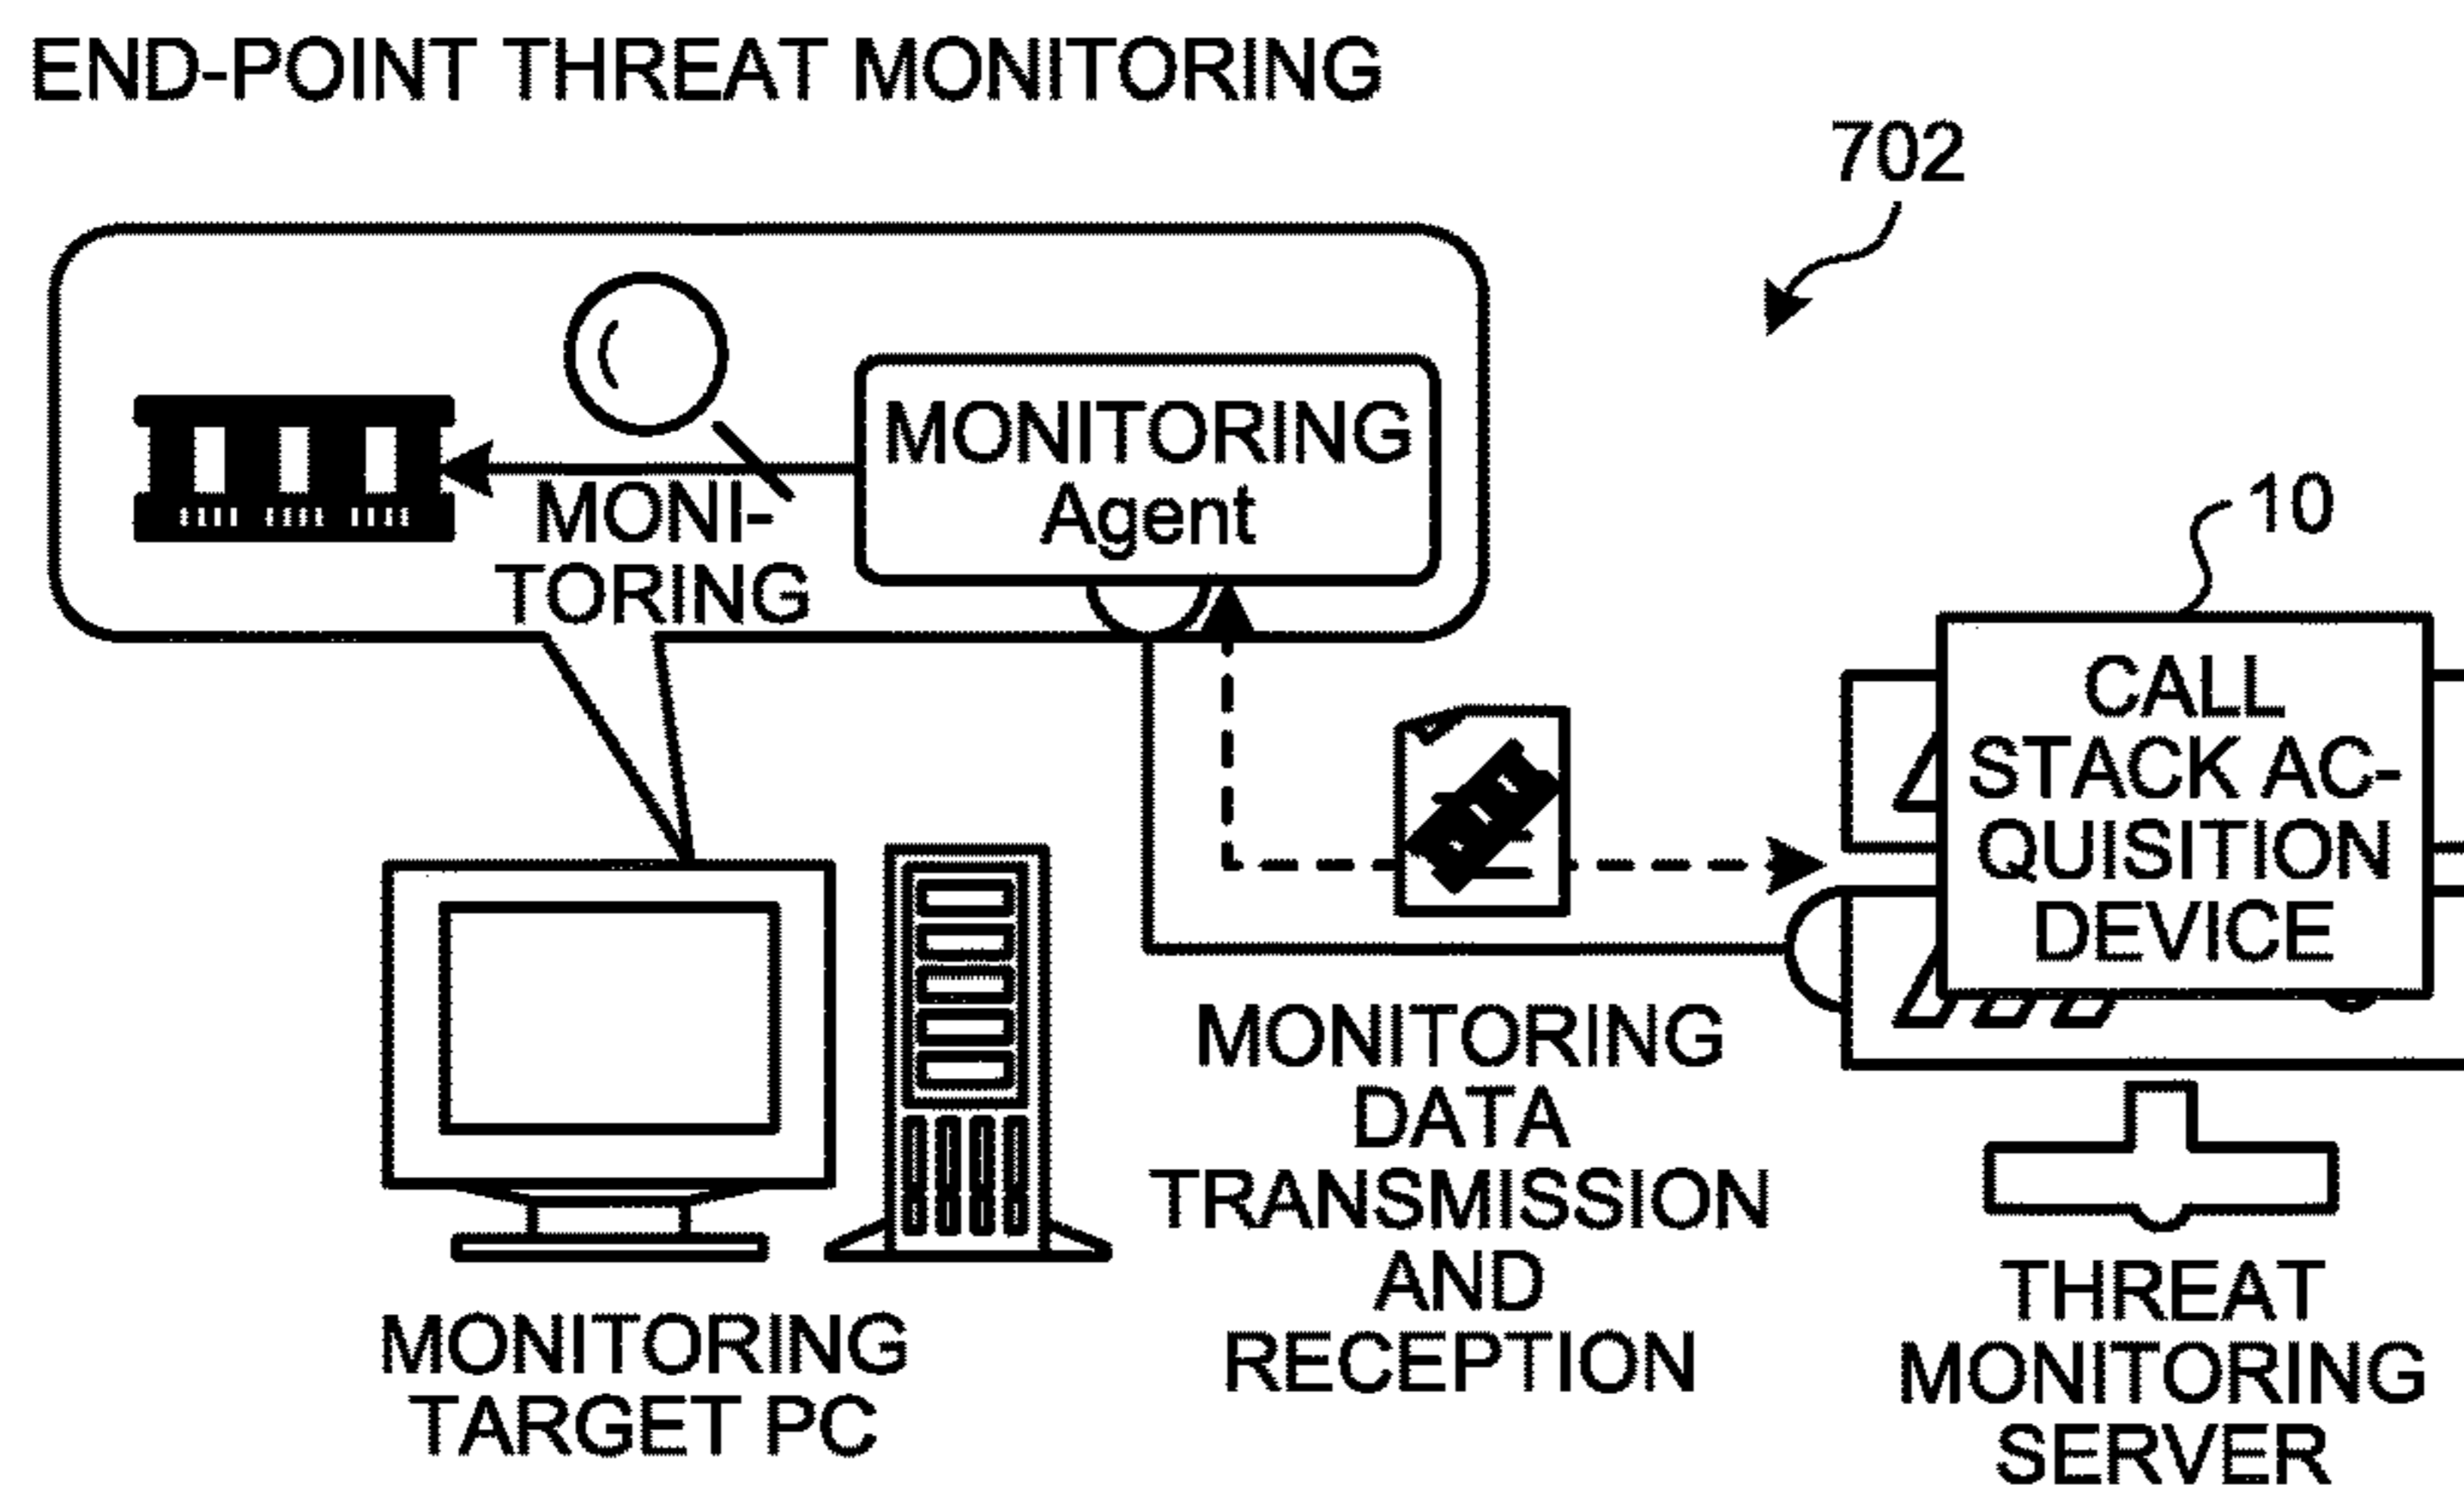 END-POINT THREAT MONITORING
702
MONITORING
Agent
MONI-
TORING
10
CALL
STACK AC-
QUISITION
DEVICE
MONITORING
DATA
TRANSMISSION
AND
RECEPTION
MONITORING
TARGET PC
THREAT
MONITORING
SERVER